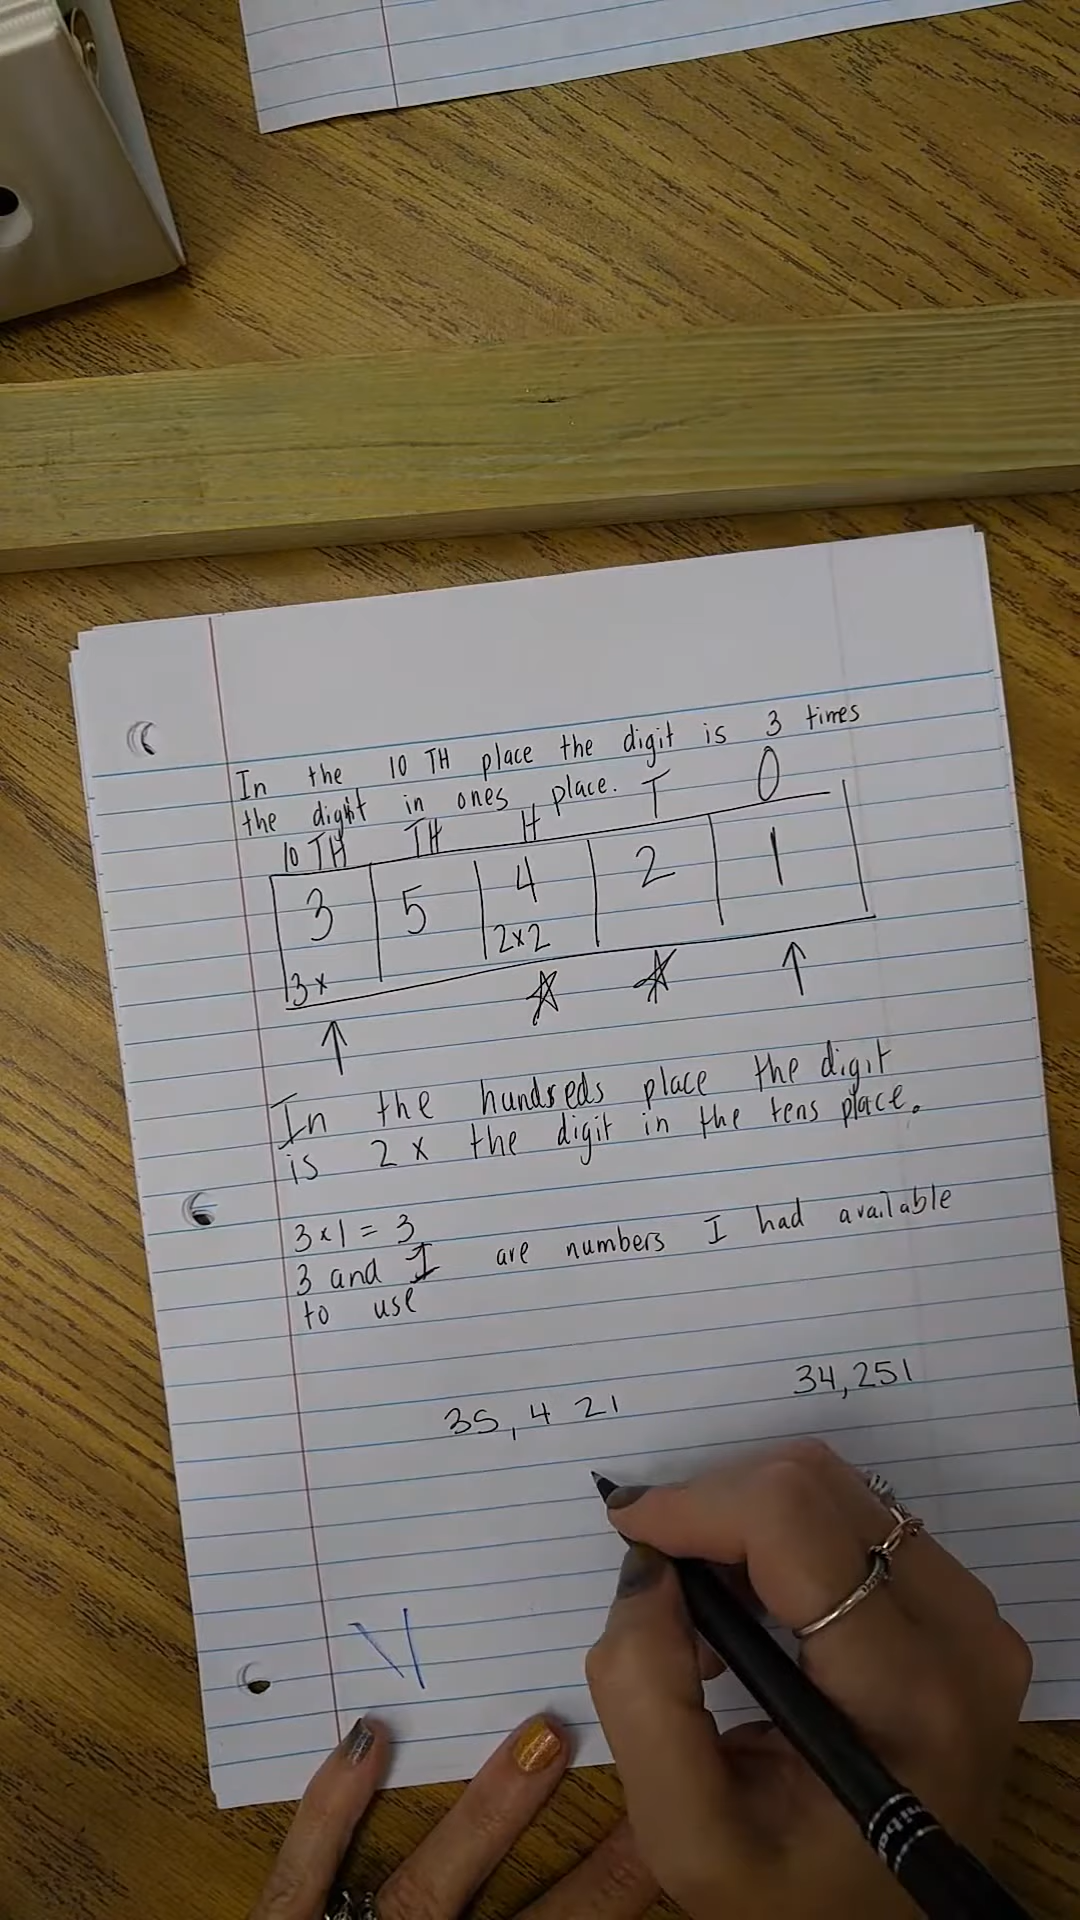 In the 10 TH place the digit is 3 times
the digit in ones place.
10 TH TH H T O
3 5 4 2 1
3x 2x2
In the hundreds place the digit
is 2 x the digit in the tens place.
3x1 = 3
3 and 1 are numbers I had available
to use
35,421 34,251